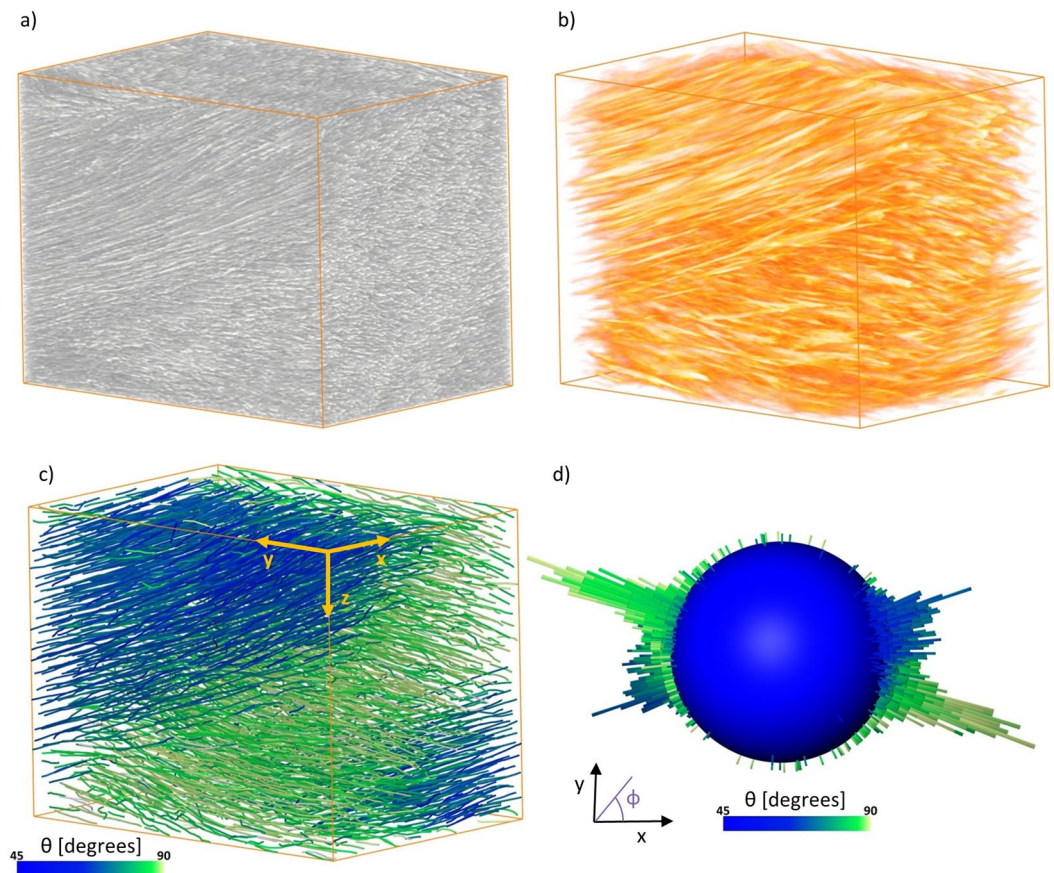 a)
b)
c)
y
x
z
θ [degrees]
45
90
d)
y
ϕ
x
θ [degrees]
45
90